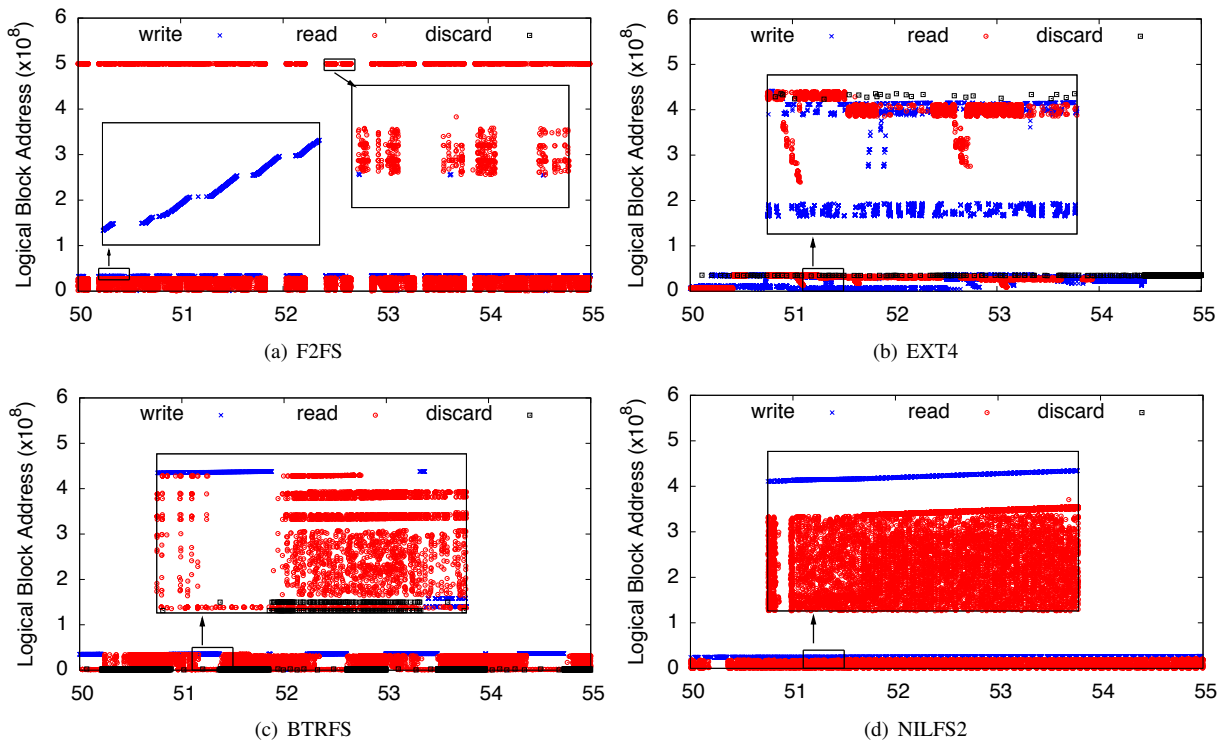 write read discard
Logical Block Address (x10^8)
6
5
4
3
2
1
0
50 51 52 53 54 55
(a) F2FS
write read discard
Logical Block Address (x10^8)
6
5
4
3
2
1
0
50 51 52 53 54 55
(b) EXT4
write read discard
Logical Block Address (x10^8)
6
5
4
3
2
1
0
50 51 52 53 54 55
(c) BTRFS
write read discard
Logical Block Address (x10^8)
6
5
4
3
2
1
0
50 51 52 53 54 55
(d) NILFS2